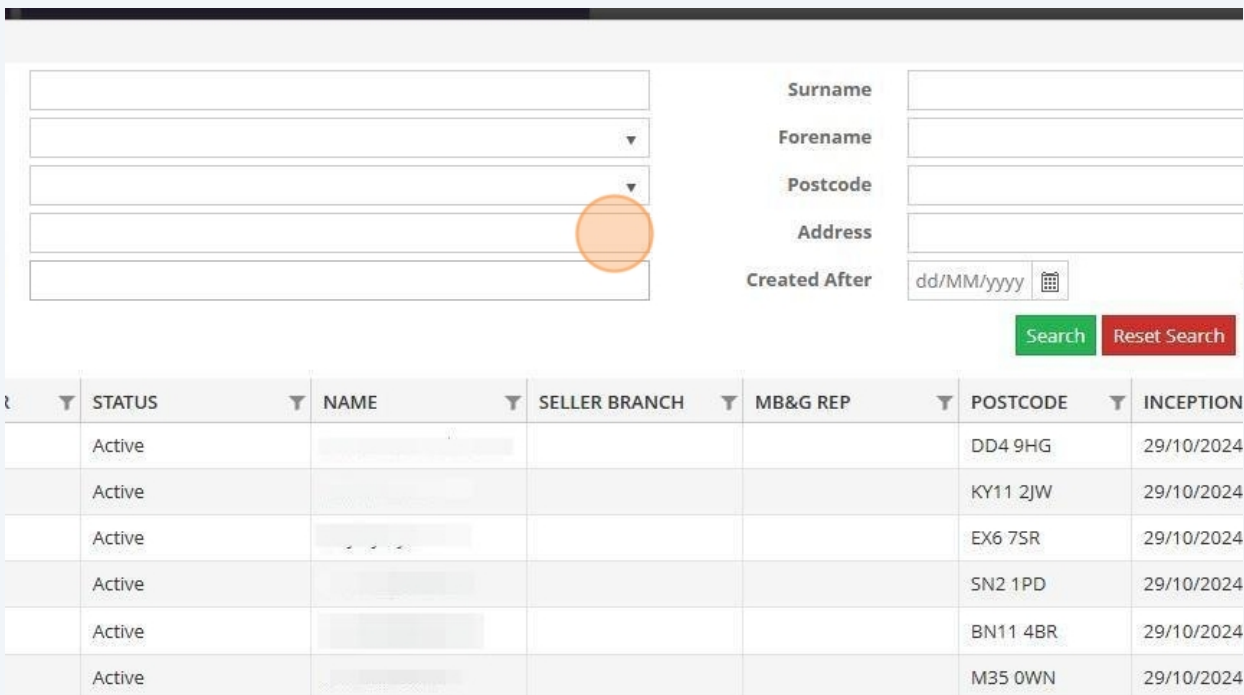 Surname
Forename
Postcode
Address
Created After dd/MM/yyyy
Search Reset Search
R STATUS NAME SELLER BRANCH MB&G REP POSTCODE INCEPTION
Active DD4 9HG 29/10/2024
Active KY11 2JW 29/10/2024
Active EX6 7SR 29/10/2024
Active SN2 1PD 29/10/2024
Active BN11 4BR 29/10/2024
Active M35 0WN 29/10/2024